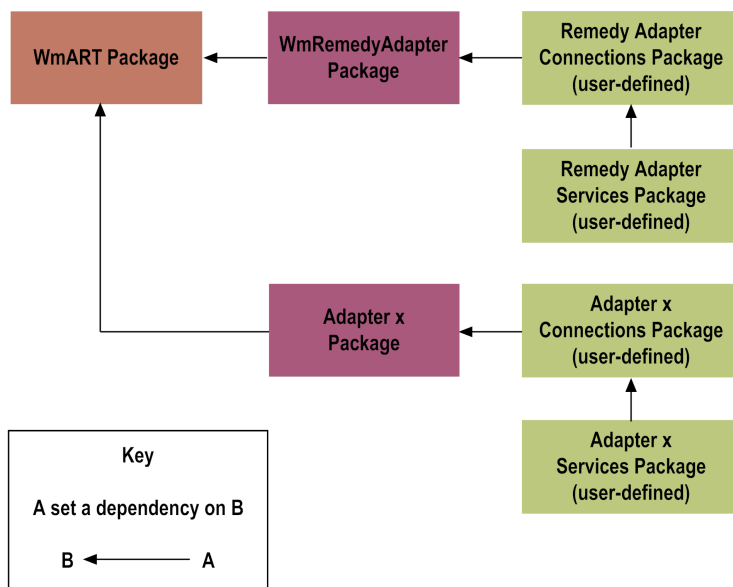 WmART Package
WmRemedyAdapter
Package
Remedy Adapter
Connections Package
(user-defined)
Remedy Adapter
Services Package
(user-defined)
Adapter x
Package
Adapter x
Connections Package
(user-defined)
Adapter x
Services Package
(user-defined)
Key
A set a dependency on B
B A